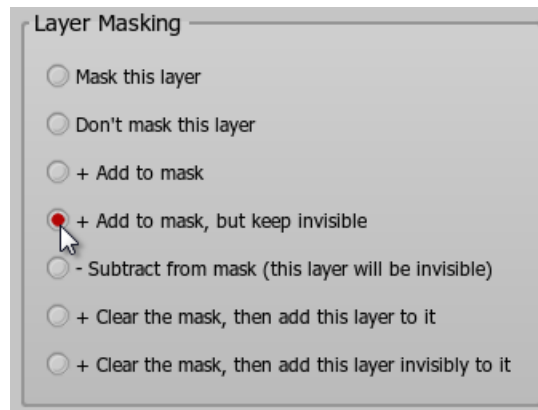 Layer Masking
Mask this layer
Don't mask this layer
+ Add to mask
+ Add to mask, but keep invisible
- Subtract from mask (this layer will be invisible)
+ Clear the mask, then add this layer to it
+ Clear the mask, then add this layer invisibly to it